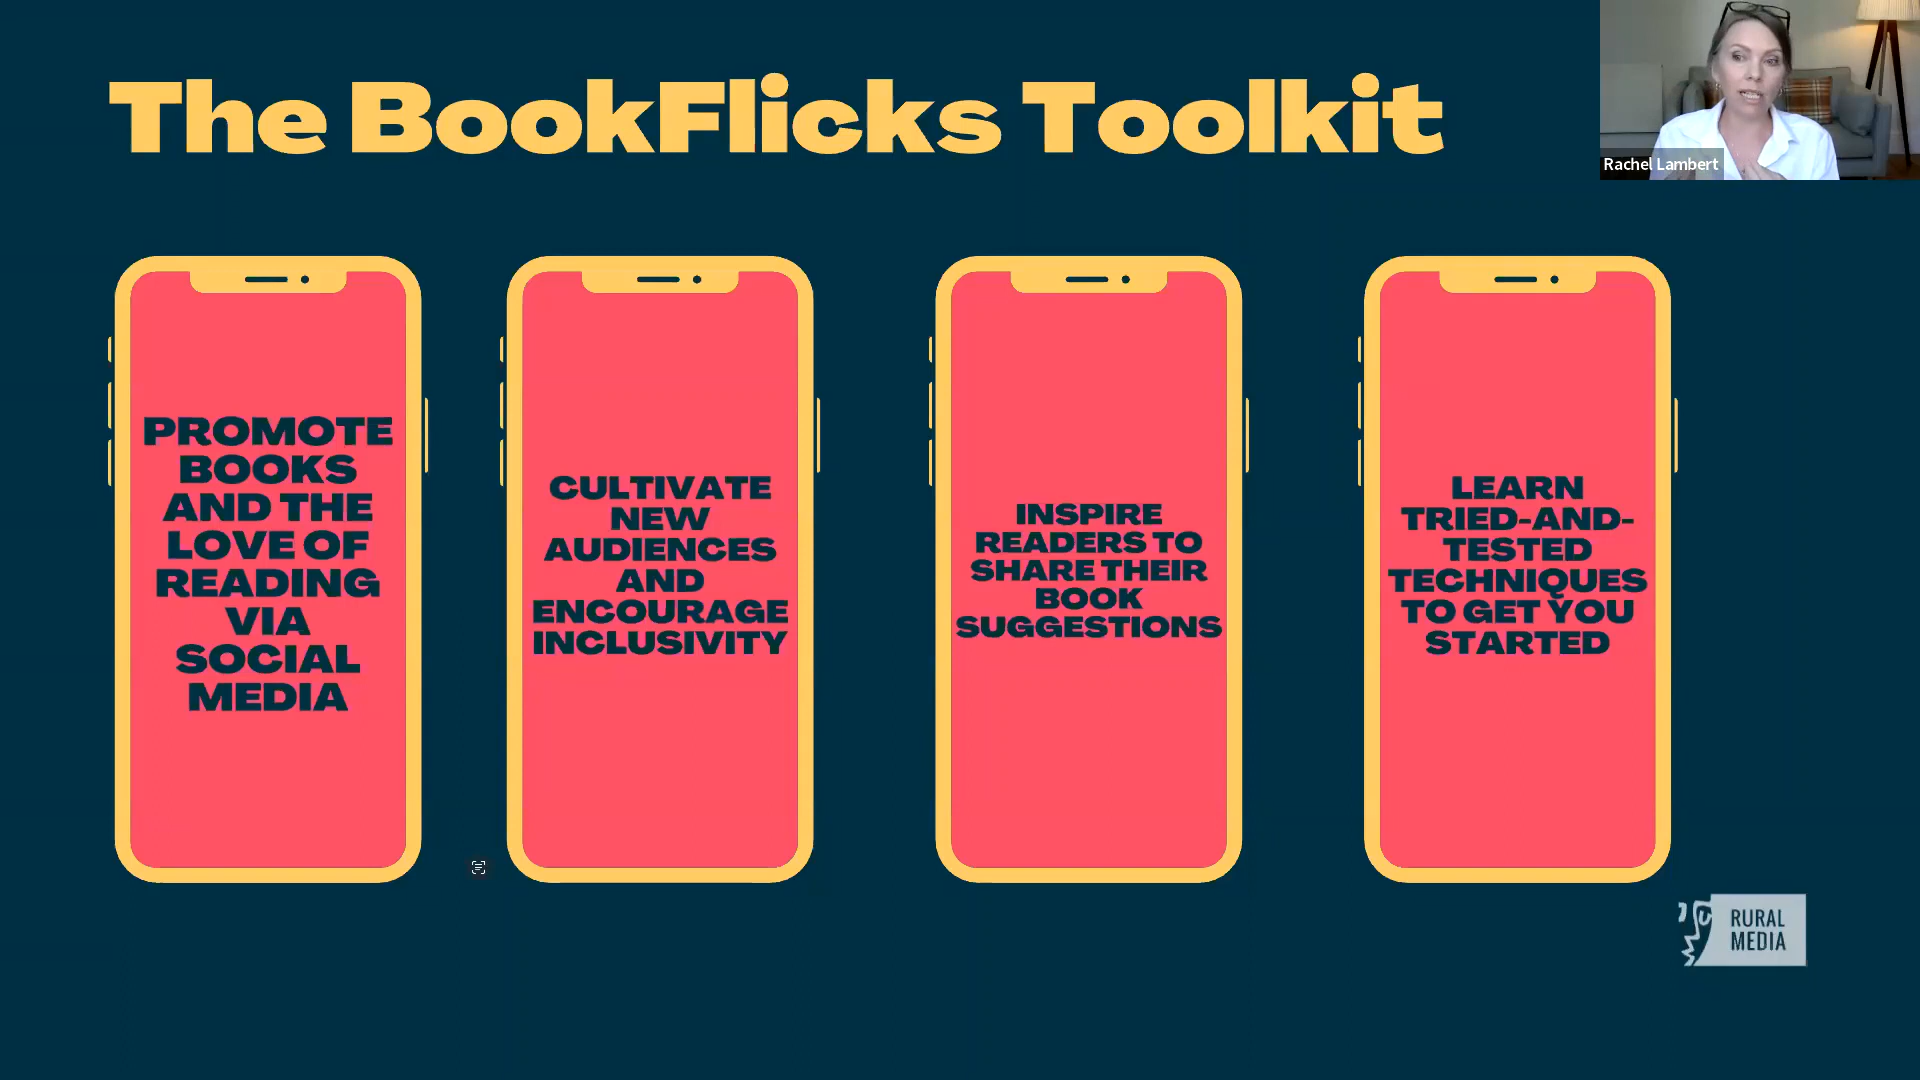 The BookFlicks Toolkit
Rachel Lambert
PROMOTE
BOOKS
AND THE
LOVE OF
READING
VIA
SOCIAL
MEDIA
CULTIVATE
NEW
AUDIENCES
AND
ENCOURAGE
INCLUSIVITY
INSPIRE
READERS TO
SHARE THEIR
BOOK
SUGGESTIONS
LEARN
TRIED-AND-
TESTED
TECHNIQUES
TO GET YOU
STARTED
RURAL
MEDIA